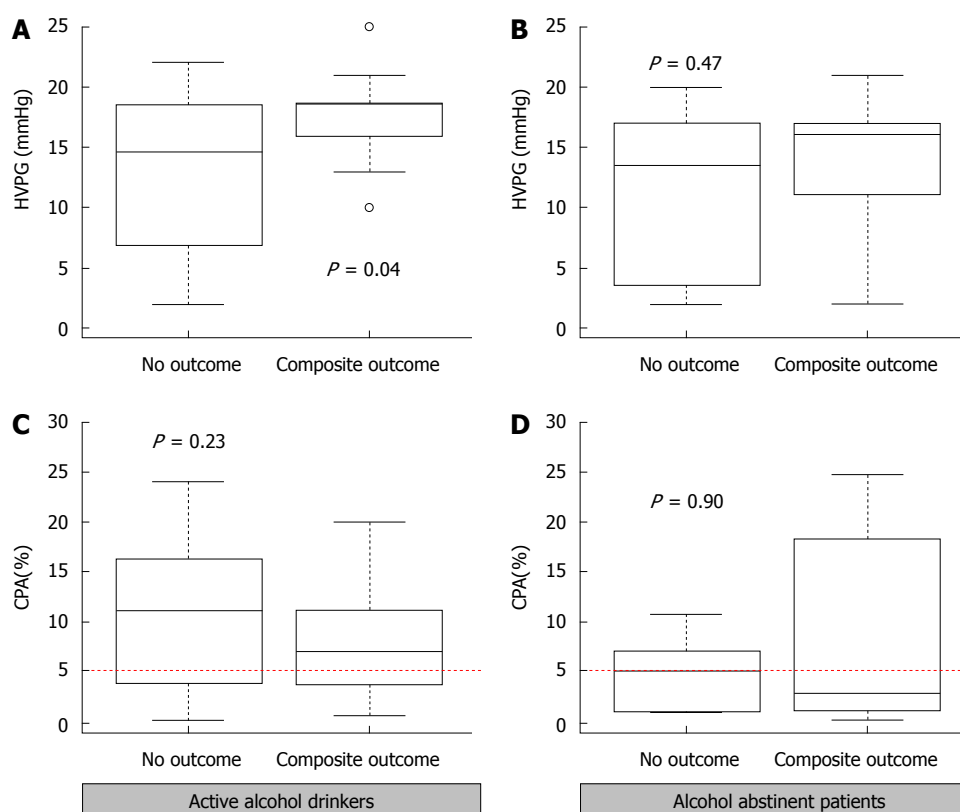 A
HVPG (mmHg)
25
20
15
10
5
0
P = 0.04
No outcome
Composite outcome
B
HVPG (mmHg)
25
20
15
10
5
0
P = 0.47
No outcome
Composite outcome
C
CPA(%)
30
25
20
15
10
5
0
P = 0.23
No outcome
Composite outcome
Active alcohol drinkers
D
CPA(%)
30
25
20
15
10
5
0
P = 0.90
No outcome
Composite outcome
Alcohol abstinent patients